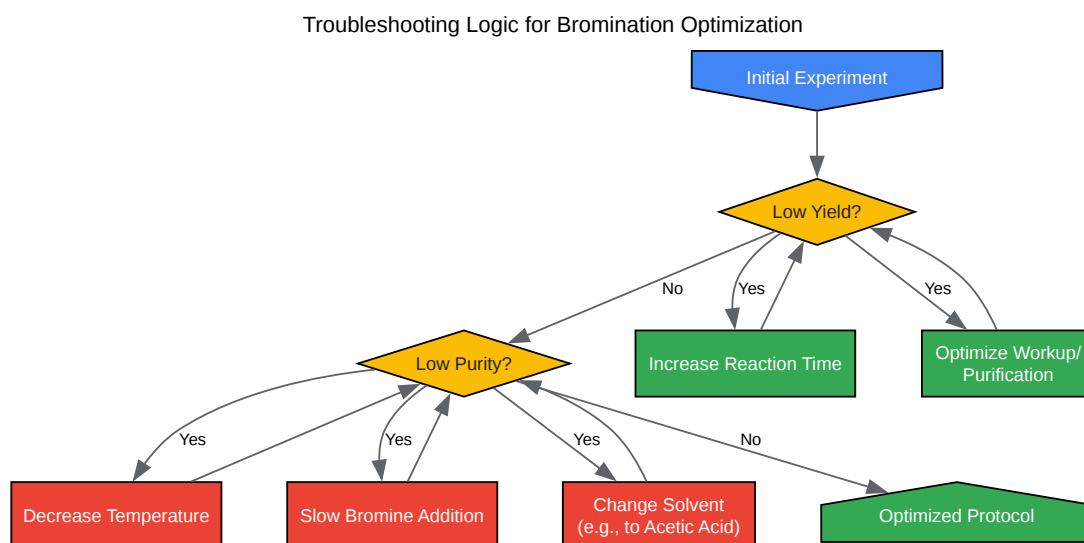 Troubleshooting Logic for Bromination Optimization
Initial Experiment
Low Yield?
No
Yes
Yes
Low Purity?
Increase Reaction Time
Optimize Workup/
Purification
Yes
Yes
Yes
No
Decrease Temperature
Slow Bromine Addition
Change Solvent
(e.g., to Acetic Acid)
Optimized Protocol